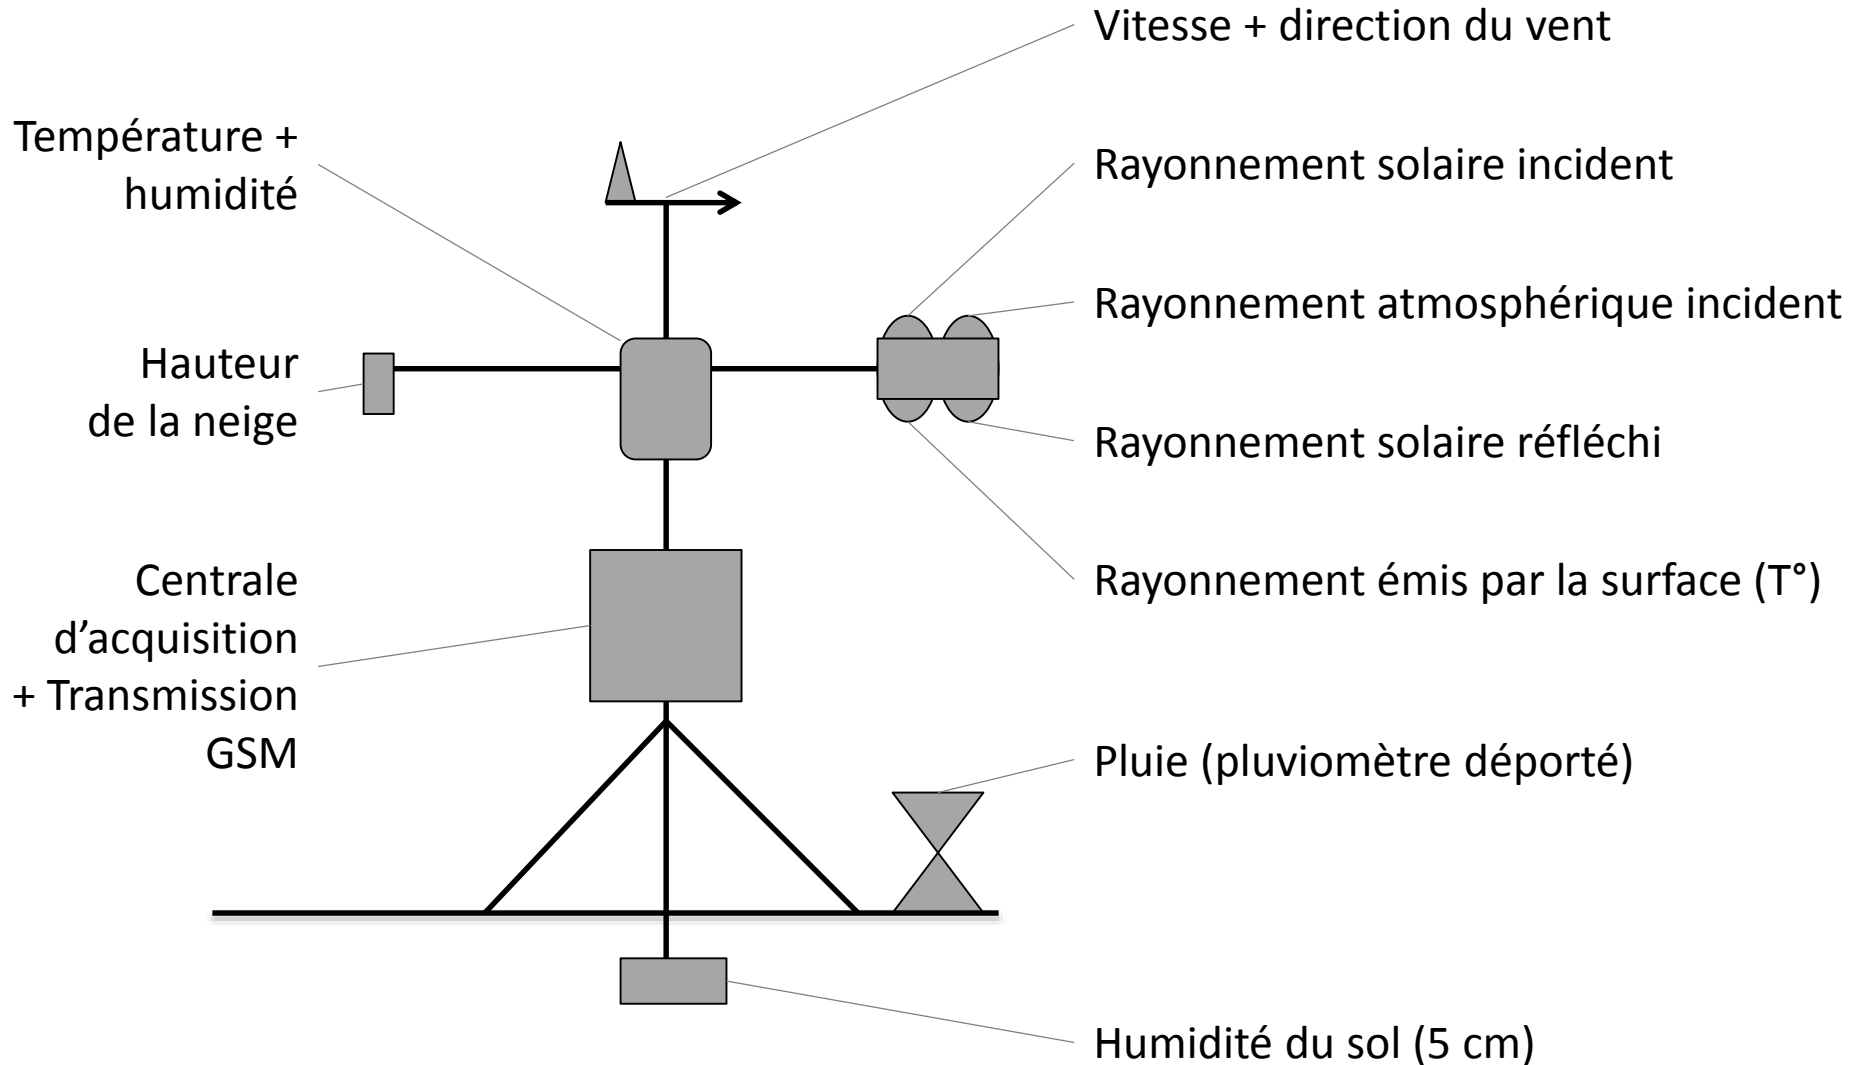 Vitesse + direction du vent
Température +
humidité
Rayonnement solaire incident
Rayonnement atmosphérique incident
Hauteur
de la neige
Rayonnement solaire réfléchi
Centrale
d’acquisition
+ Transmission
GSM
Rayonnement émis par la surface (T°)
Pluie (pluviomètre déporté)
Humidité du sol (5 cm)